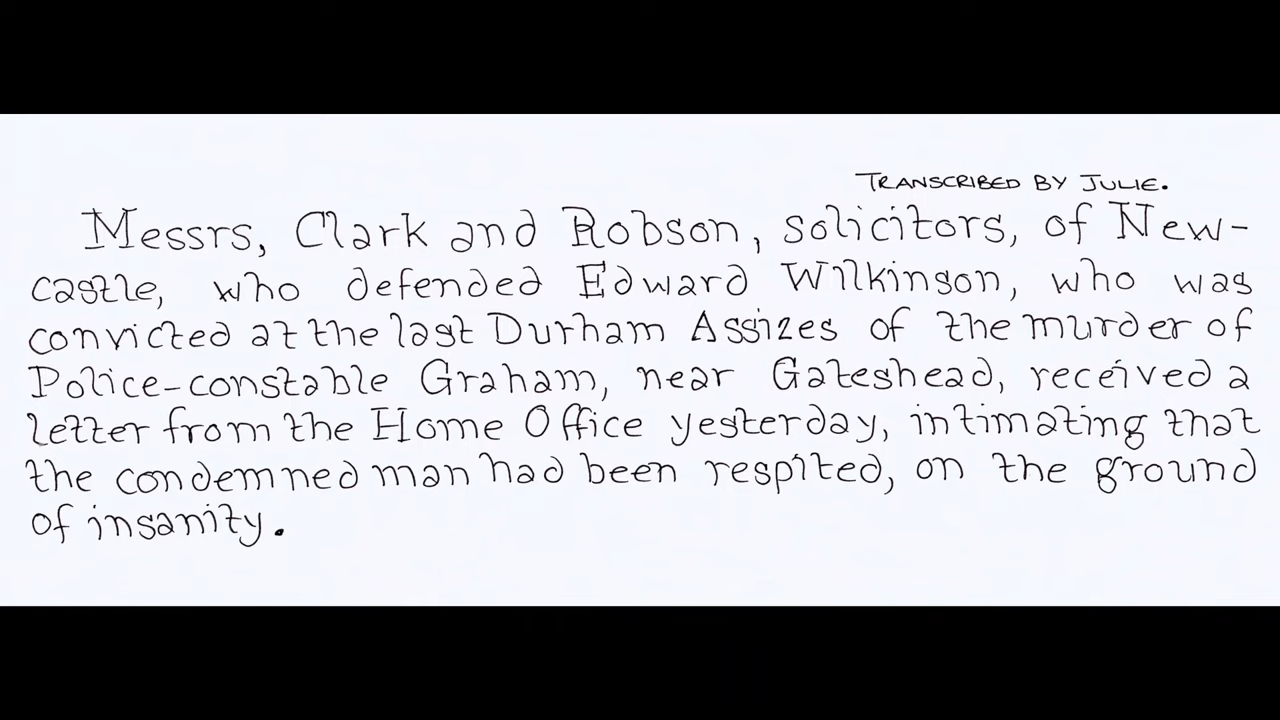 TRANSCRIBED BY JULIE.
Messrs, Clark and Robson, solicitors, of New-
castle, who defended Edward Wilkinson, who was
convicted at the last Durham Assizes of the murder of
Police-constable Graham, near Gateshead, received a
letter from the Home Office yesterday, intimating that
the condemned man had been respited, on the ground
of insanity.